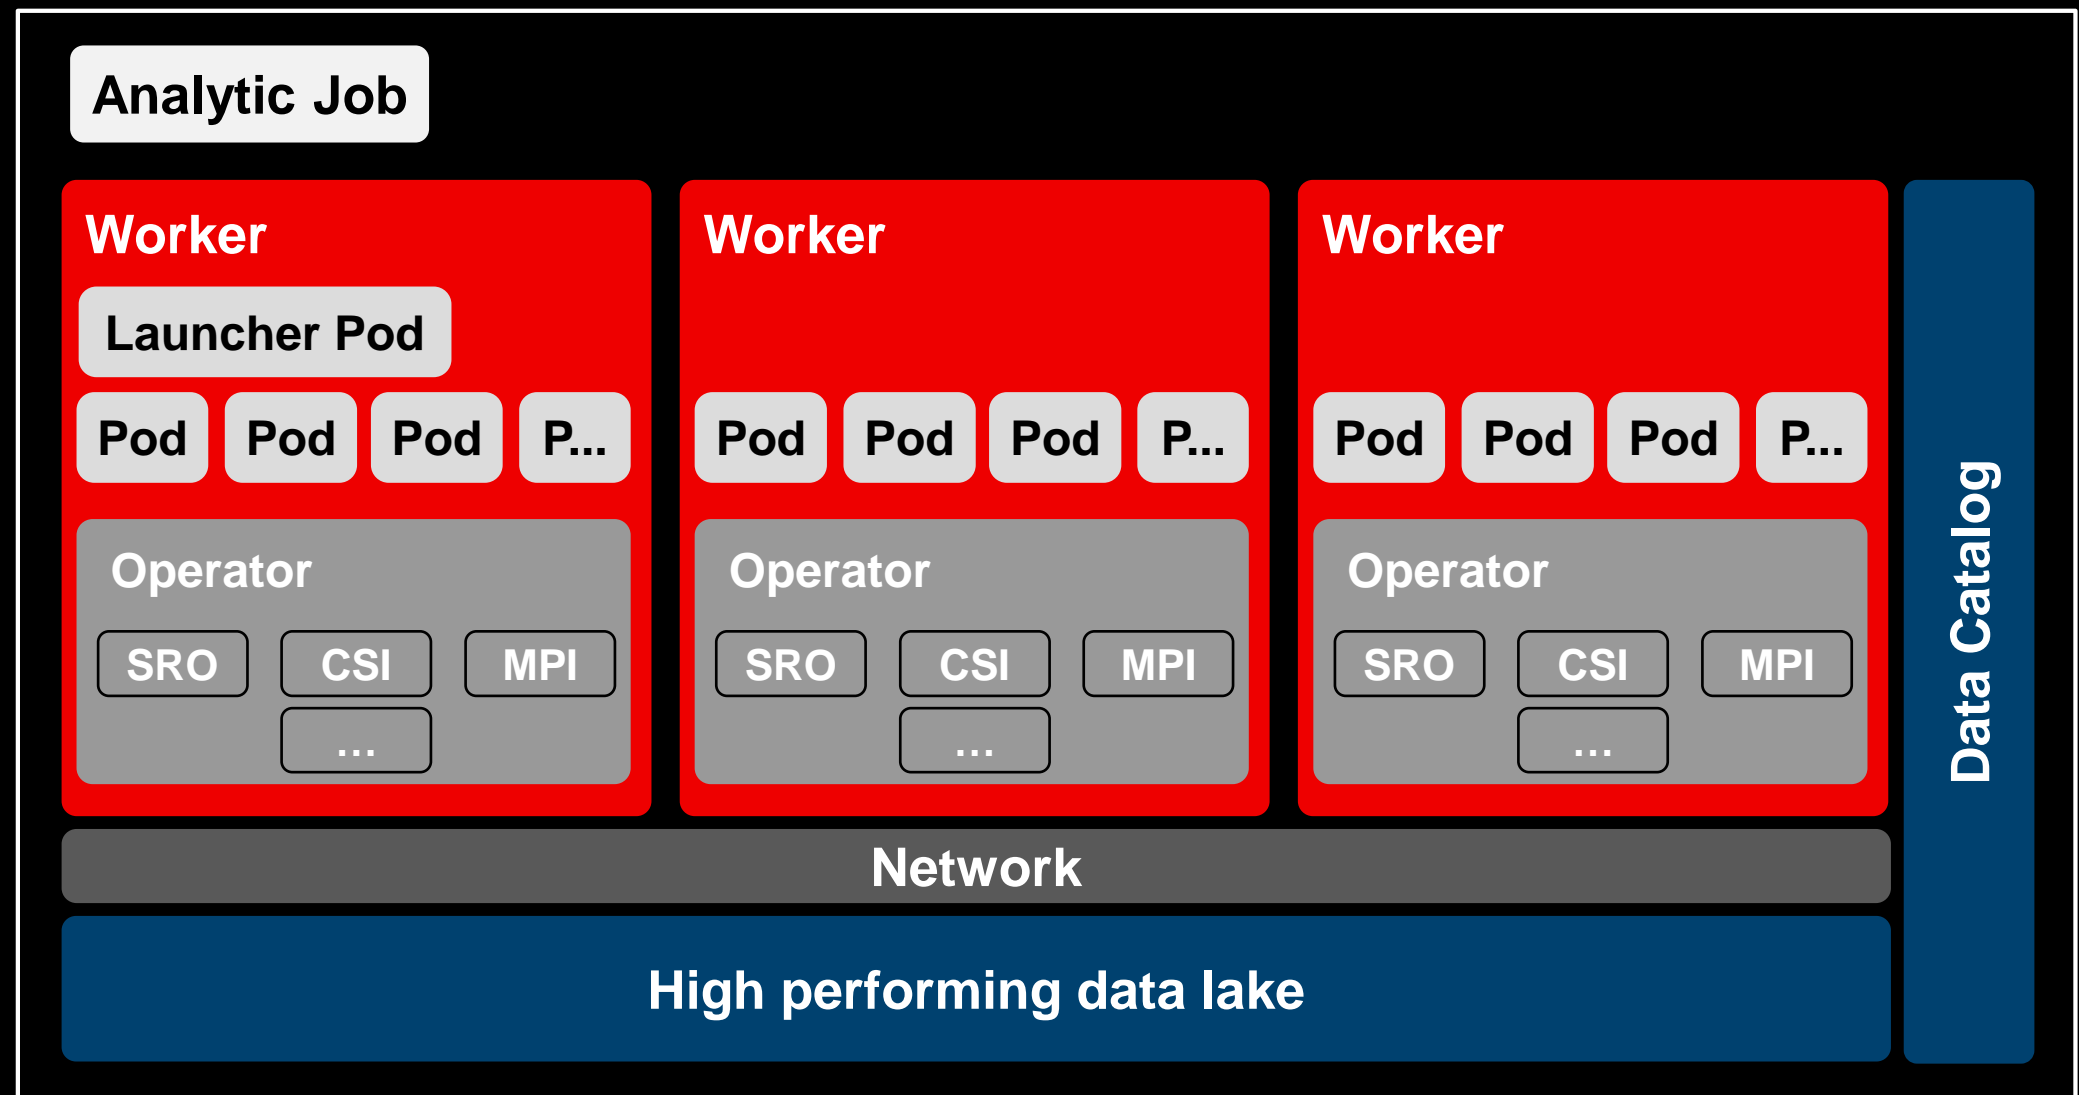 Analytic Job
Worker
Launcher Pod
Pod Pod Pod P...
Operator
SRO CSI MPI
...
Worker
Pod Pod Pod P...
Operator
SRO CSI MPI
...
Worker
Pod Pod Pod P...
Operator
SRO CSI MPI
...
Network
High performing data lake
Data Catalog